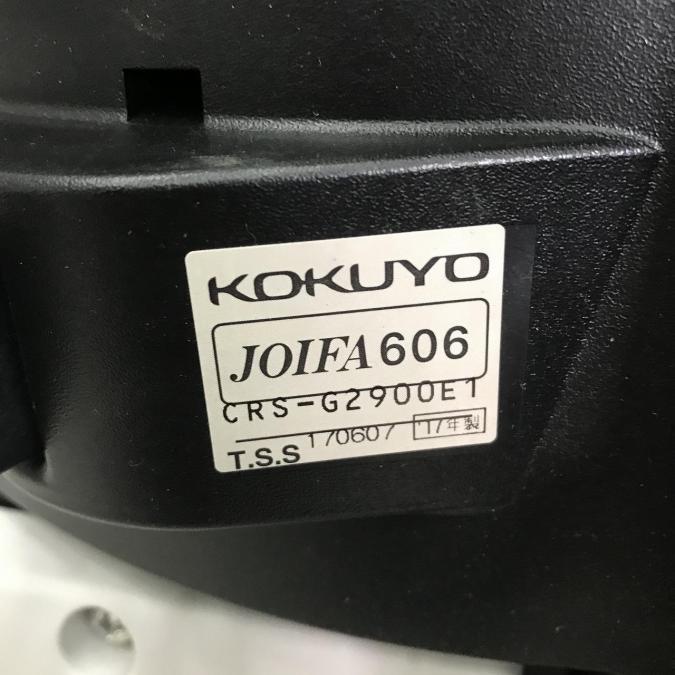 KOKUYO
JOIFA 606
CRS-G2900E1
T.S.S 170607 '17年製